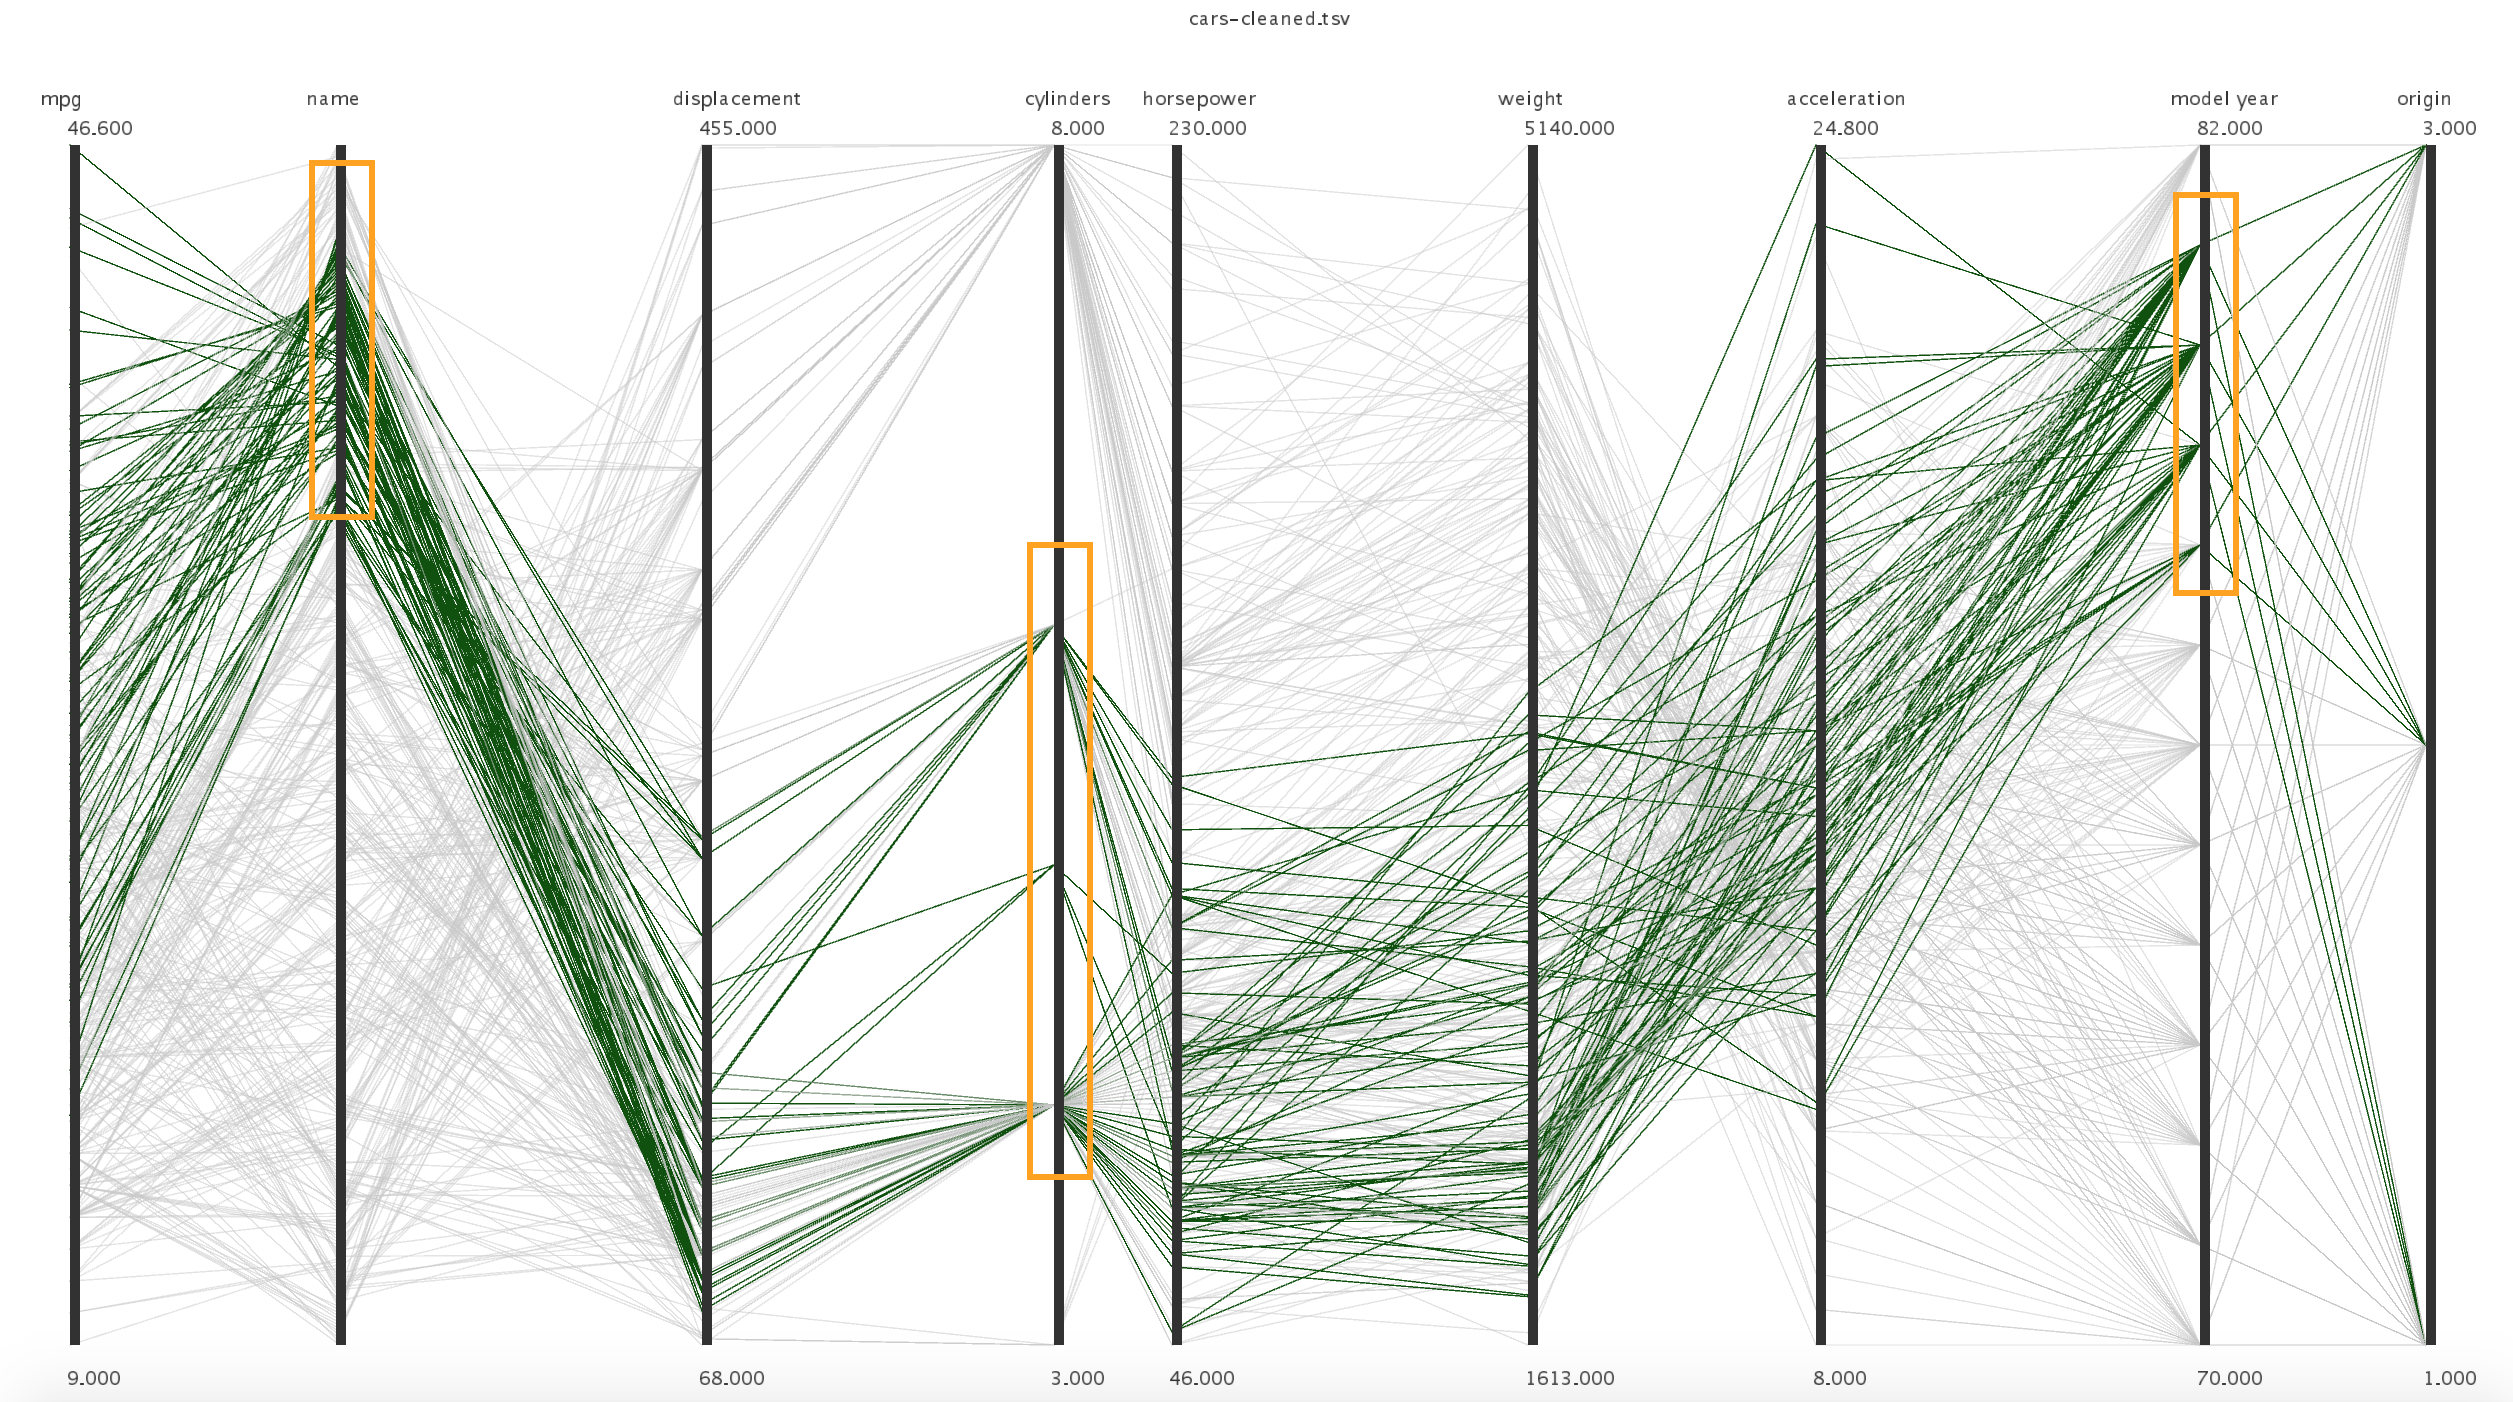 cars-cleaned.tsv
mpg name displacement cylinders horsepower weight acceleration model year origin
46.600 455.000 8.000 230.000 5140.000 24.800 82.000 3.000
9.000 68.000 3.000 46.000 1613.000 8.000 70.000 1.000